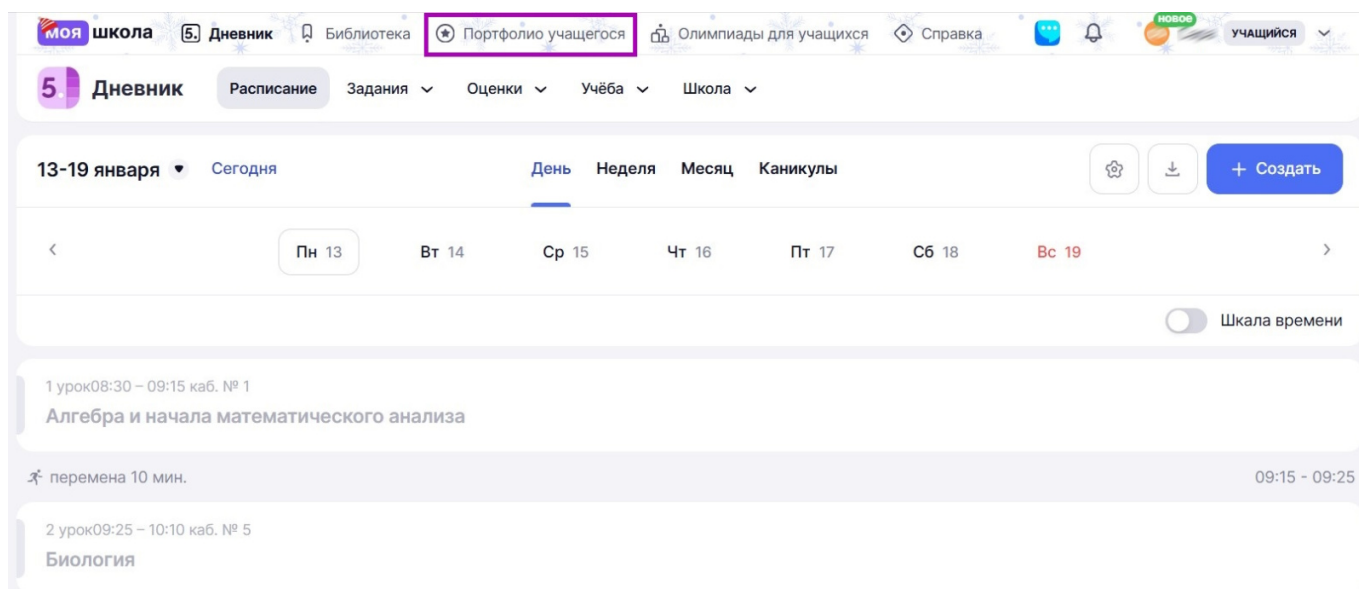 моя школа 5. Дневник Библиотека Портфолио учащегося Олимпиады для учащихся Справка новое учащийся
5. Дневник Расписание Задания Оценки Учёба Школа
13-19 января Сегодня День Неделя Месяц Каникулы + Создать
Пн 13 Вт 14 Ср 15 Чт 16 Пт 17 Сб 18 Вс 19
Шкала времени
1 урок08:30 – 09:15 каб. № 1
Алгебра и начала математического анализа
перемена 10 мин. 09:15 - 09:25
2 урок09:25 – 10:10 каб. № 5
Биология